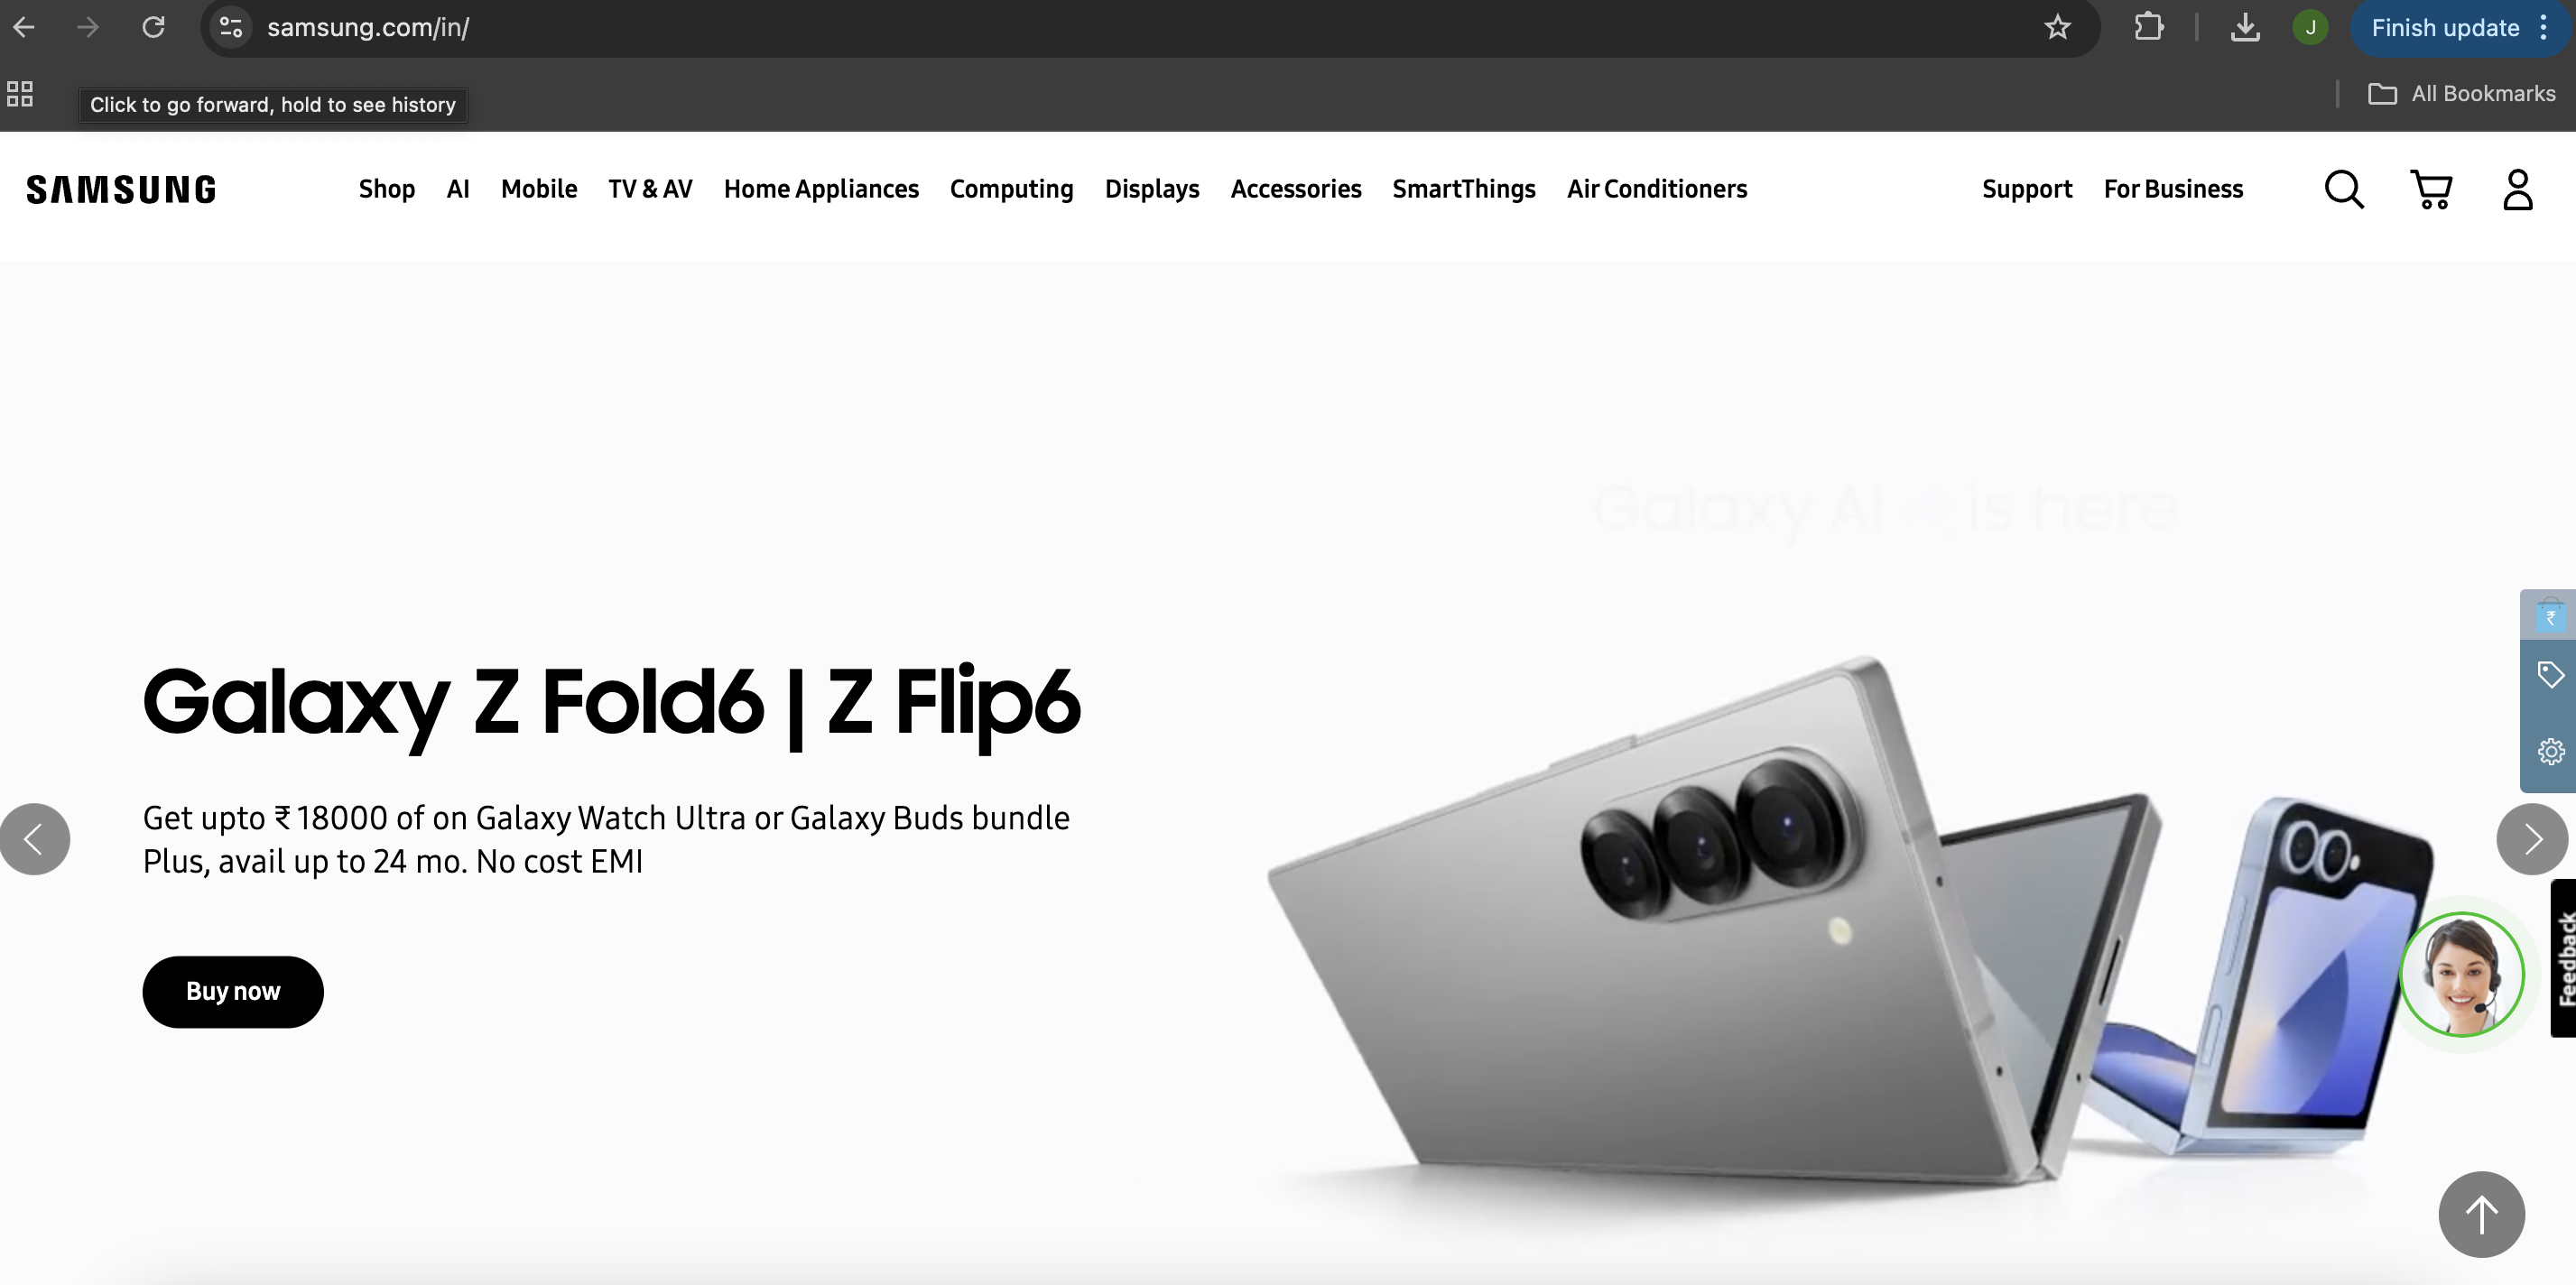 samsung.com/in/
J
Finish update
Click to go forward, hold to see history
All Bookmarks
SAMSUNG
Shop AI Mobile TV & AV Home Appliances Computing Displays Accessories SmartThings Air Conditioners Support For Business
Galaxy AI is here
Galaxy Z Fold6 | Z Flip6
Get upto ₹ 18000 of on Galaxy Watch Ultra or Galaxy Buds bundle
Plus, avail up to 24 mo. No cost EMI
Buy now
₹
Feedback